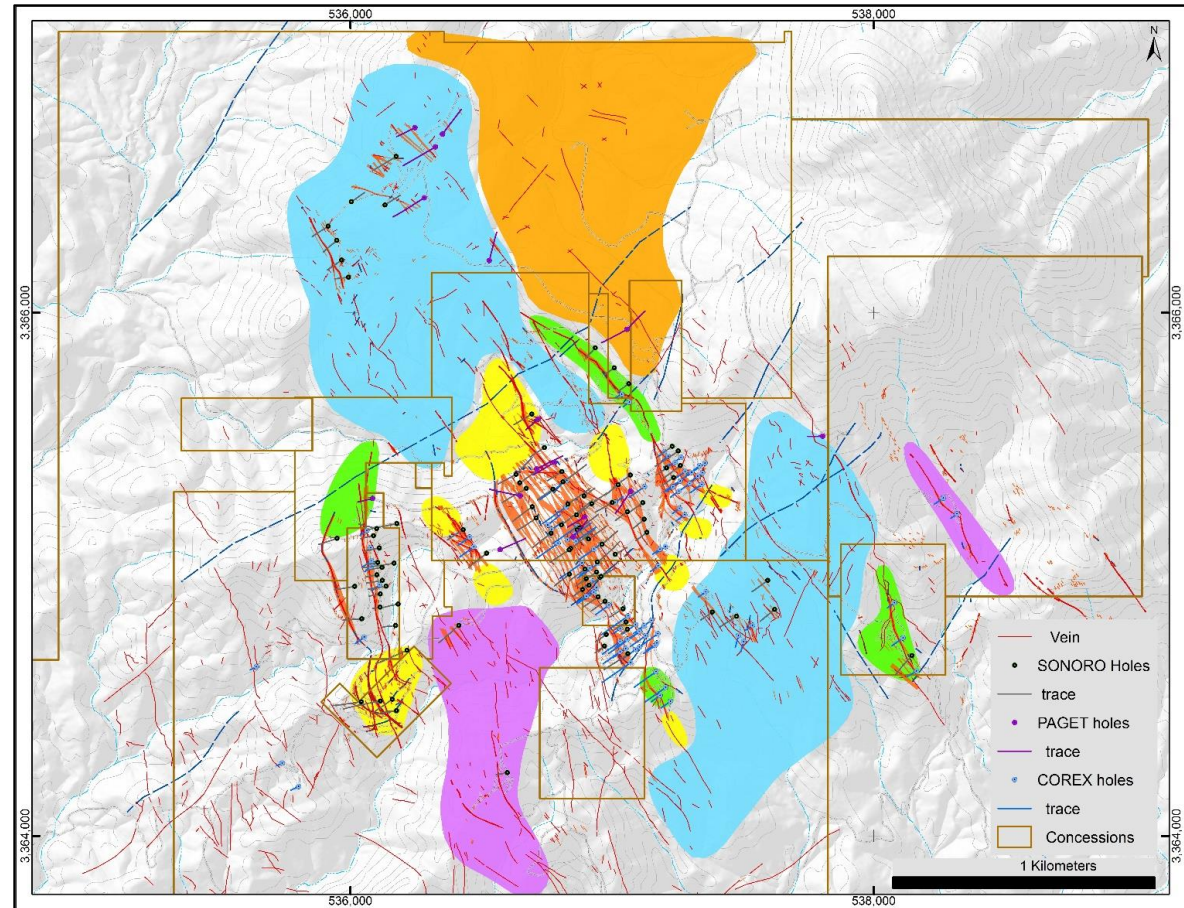 536,000
538,000
N
3,366,000
3,366,000
Vein
SONORO Holes
trace
PAGET holes
trace
COREX holes
trace
Concessions
3,364,000
3,364,000
1 Kilometers
536,000
538,000